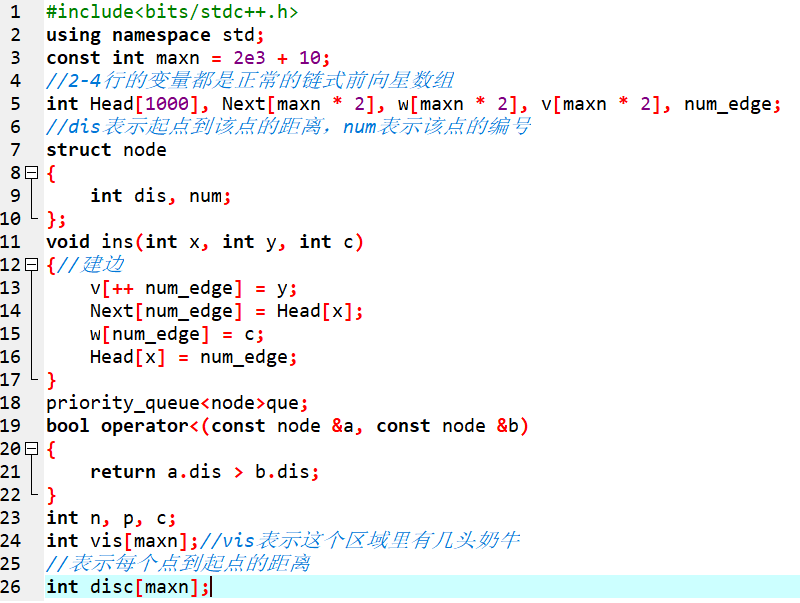 1 #include<bits/stdc++.h>
2 using namespace std;
3 const int maxn = 2e3 + 10;
4 //2-4行的变量都是正常的链式前向星数组
5 int Head[1000], Next[maxn * 2], w[maxn * 2], v[maxn * 2], num_edge;
6 //dis表示起点到该点的距离，num表示该点的编号
7 struct node
8 {
9 int dis, num;
10 };
11 void ins(int x, int y, int c)
12 {//建边
13 v[++ num_edge] = y;
14 Next[num_edge] = Head[x];
15 w[num_edge] = c;
16 Head[x] = num_edge;
17 }
18 priority_queue<node>que;
19 bool operator<(const node &a, const node &b)
20 {
21 return a.dis > b.dis;
22 }
23 int n, p, c;
24 int vis[maxn];//vis表示这个区域里有几头奶牛
25 //表示每个点到起点的距离
26 int disc[maxn];